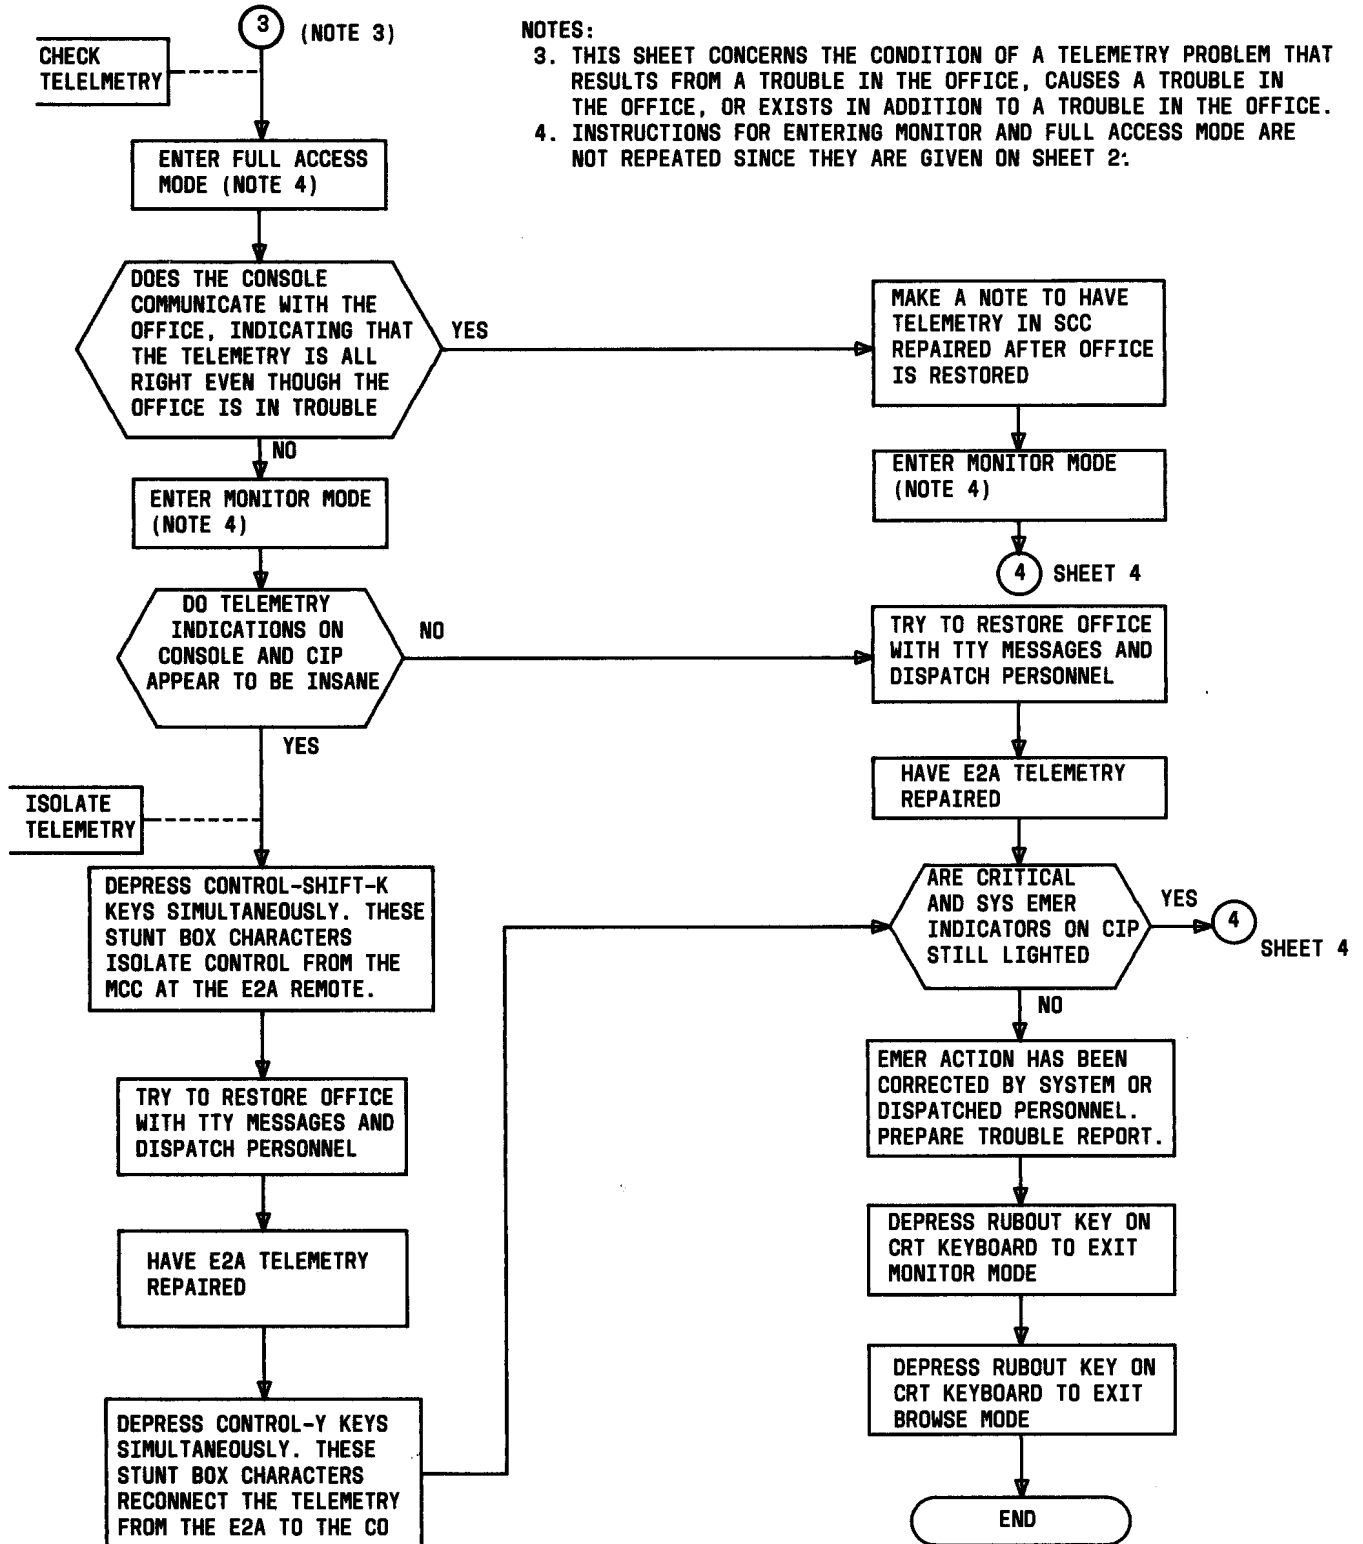 3 (NOTE 3)
CHECK
TELELMETRY
NOTES:
3. THIS SHEET CONCERNS THE CONDITION OF A TELEMETRY PROBLEM THAT
RESULTS FROM A TROUBLE IN THE OFFICE, CAUSES A TROUBLE IN
THE OFFICE, OR EXISTS IN ADDITION TO A TROUBLE IN THE OFFICE.
4. INSTRUCTIONS FOR ENTERING MONITOR AND FULL ACCESS MODE ARE
NOT REPEATED SINCE THEY ARE GIVEN ON SHEET 2.
ENTER FULL ACCESS
MODE (NOTE 4)
DOES THE CONSOLE
COMMUNICATE WITH THE
OFFICE, INDICATING THAT
THE TELEMETRY IS ALL
RIGHT EVEN THOUGH THE
OFFICE IS IN TROUBLE
YES
NO
MAKE A NOTE TO HAVE
TELEMETRY IN SCC
REPAIRED AFTER OFFICE
IS RESTORED
ENTER MONITOR MODE
(NOTE 4)
4 SHEET 4
ENTER MONITOR MODE
(NOTE 4)
DO TELEMETRY
INDICATIONS ON
CONSOLE AND CIP
APPEAR TO BE INSANE
NO
YES
TRY TO RESTORE OFFICE
WITH TTY MESSAGES AND
DISPATCH PERSONNEL
HAVE E2A TELEMETRY
REPAIRED
ISOLATE
TELEMETRY
DEPRESS CONTROL-SHIFT-K
KEYS SIMULTANEOUSLY. THESE
STUNT BOX CHARACTERS
ISOLATE CONTROL FROM THE
MCC AT THE E2A REMOTE.
TRY TO RESTORE OFFICE
WITH TTY MESSAGES AND
DISPATCH PERSONNEL
HAVE E2A TELEMETRY
REPAIRED
DEPRESS CONTROL-Y KEYS
SIMULTANEOUSLY. THESE
STUNT BOX CHARACTERS
RECONNECT THE TELEMETRY
FROM THE E2A TO THE CO
ARE CRITICAL
AND SYS EMER
INDICATORS ON CIP
STILL LIGHTED
YES
4
SHEET 4
NO
EMER ACTION HAS BEEN
CORRECTED BY SYSTEM OR
DISPATCHED PERSONNEL.
PREPARE TROUBLE REPORT.
DEPRESS RUBOUT KEY ON
CRT KEYBOARD TO EXIT
MONITOR MODE
DEPRESS RUBOUT KEY ON
CRT KEYBOARD TO EXIT
BROWSE MODE
END